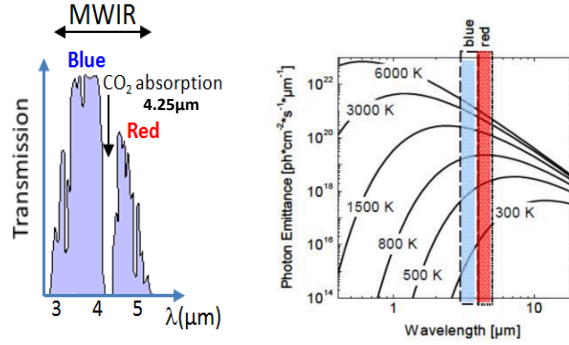 MWIR
Blue
CO2 absorption
4.25µm
Red
Transmission
3 4 5 λ(µm)
blue
red
Photon Emittance [ph*cm-2*s-1*µm-1]
10^22
10^20
10^18
10^16
10^14
6000 K
3000 K
1500 K
800 K
500 K
300 K
1 10
Wavelength [µm]